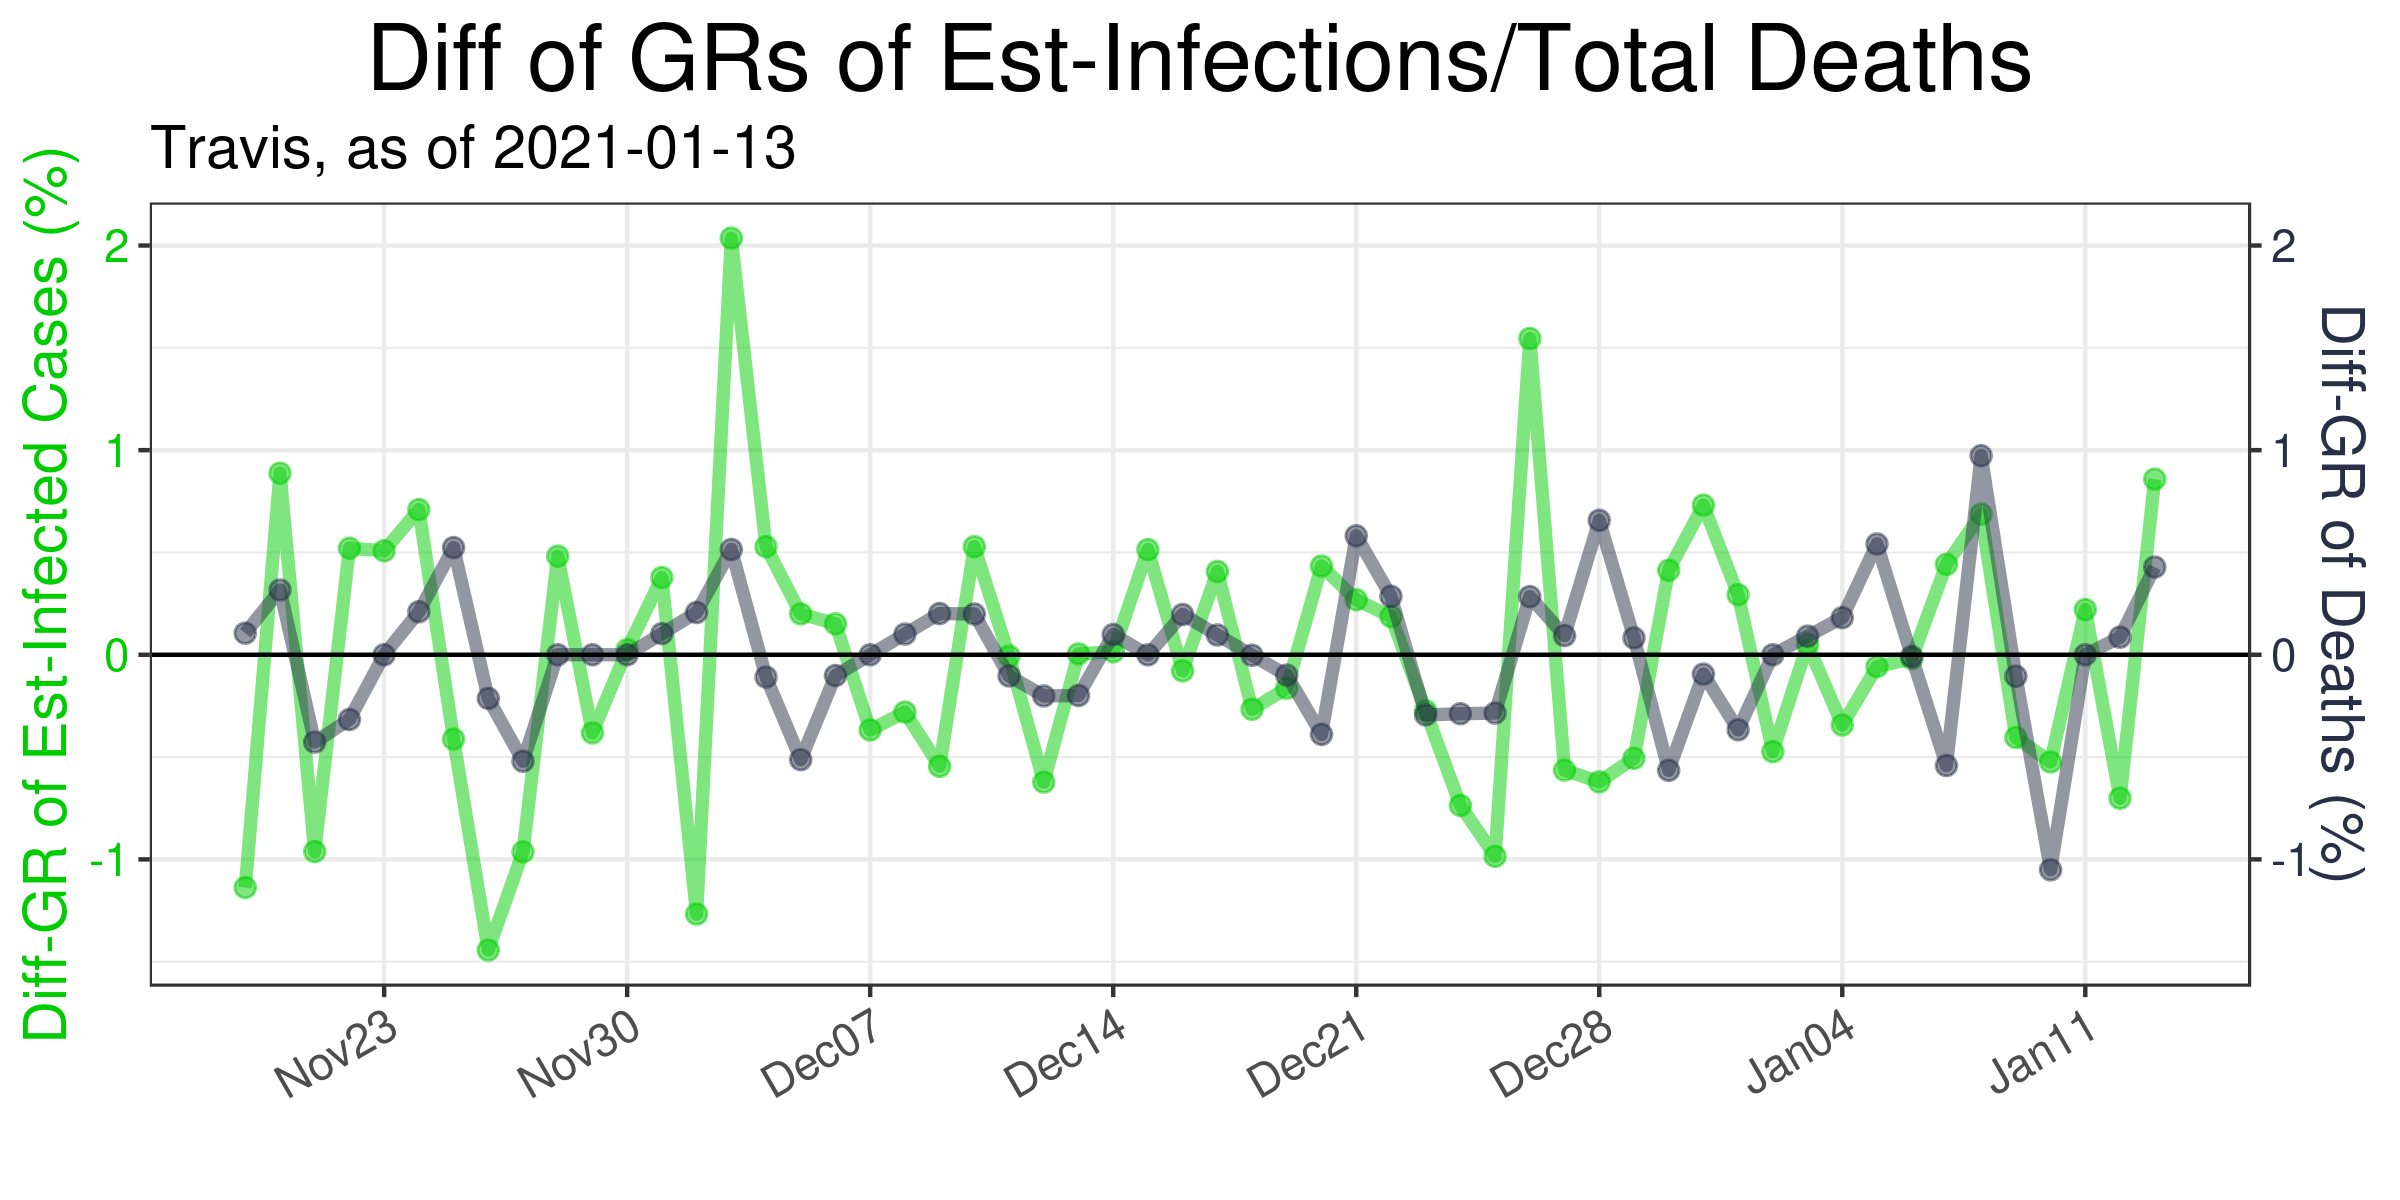 Diff of GRs of Est-Infections/Total Deaths
Travis, as of 2021-01-13
Diff-GR of Est-Infected Cases (%)
2
1
0
-1
2
1
0
-1
Diff-GR of Deaths (%)
Nov23
Nov30
Dec07
Dec14
Dec21
Dec28
Jan04
Jan11